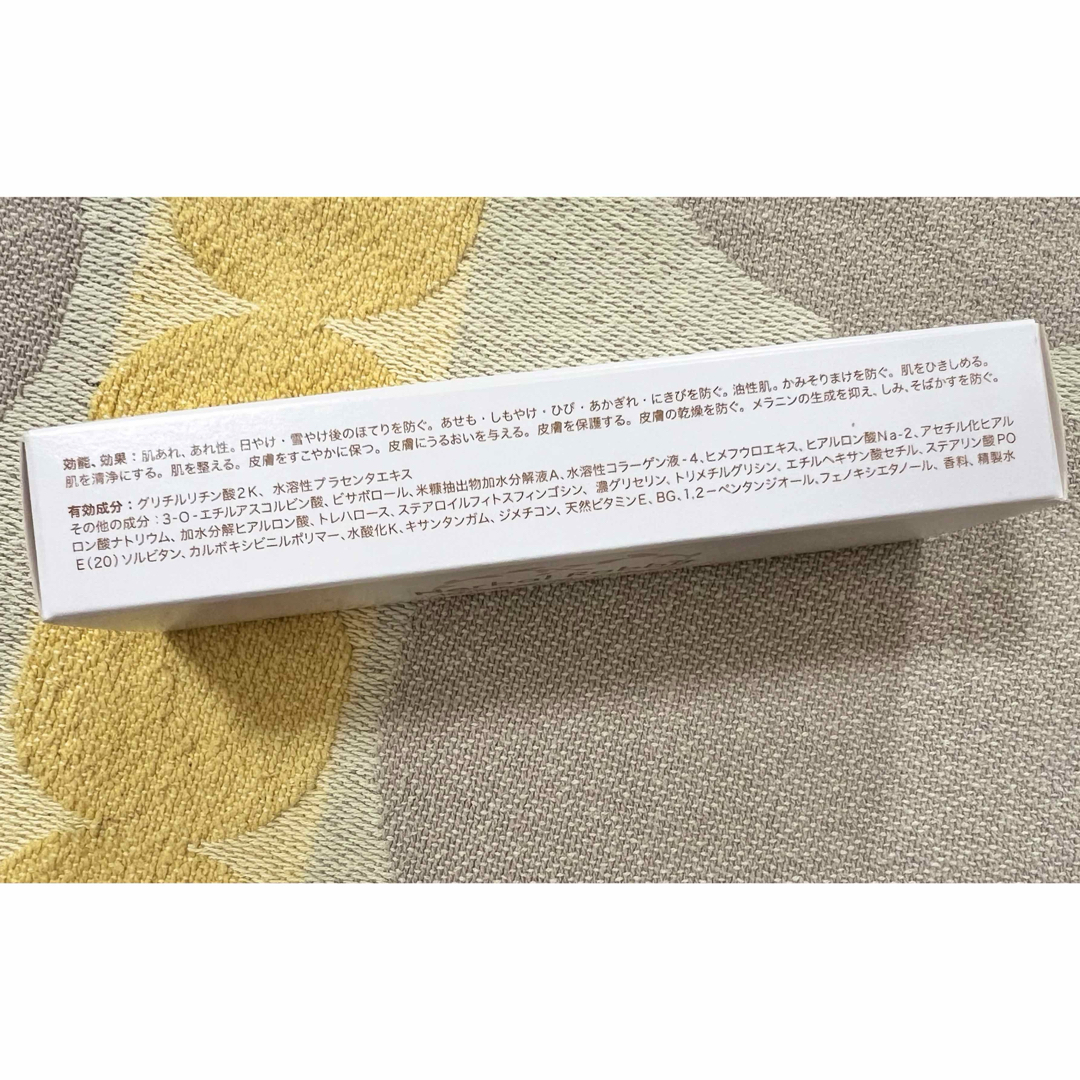 効能、効果：肌あれ、あれ性。日やけ・雪やけ後のほてりを防ぐ。あせも・しもやけ・ひび・あかぎれ・にきびを防ぐ。油性肌。かみそりまけを防ぐ。肌をひきしめる。
肌を清浄にする。肌を整える。皮膚をすこやかに保つ。皮膚にうるおいを与える。皮膚を保護する。皮膚の乾燥を防ぐ。メラニンの生成を抑え、しみ、そばかすを防ぐ。
有効成分：グリチルリチン酸2K、水溶性プラセンタエキス
その他の成分：3-O-エチルアスコルビン酸、ビサボロール、米糠抽出物加水分解液A、水溶性コラーゲン液-4、ヒメフウロエキス、ヒアルロン酸Na-2、アセチル化ヒアル
ロン酸ナトリウム、加水分解ヒアルロン酸、トレハロース、ステアロイルフイトスフィンゴシン、濃グリセリン、トリメチルグリシン、エチルヘキサン酸セチル、ステアリン酸PO
E(20)ソルビタン、カルボキシビニルポリマー、水酸化K、キサンタンガム、ジメチコン、天然ビタミンE、BG、1,2-ペンタンジオール、フェノキシエタノール、香料、精製水